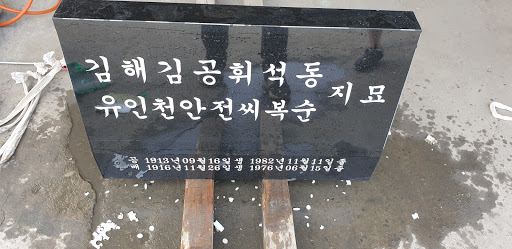 김해김공휘석동
유인천안전씨복순
지묘
공 1913년09월16일생 1982년11월11일졸
배 1916년11월26일생 1976년06월15일졸